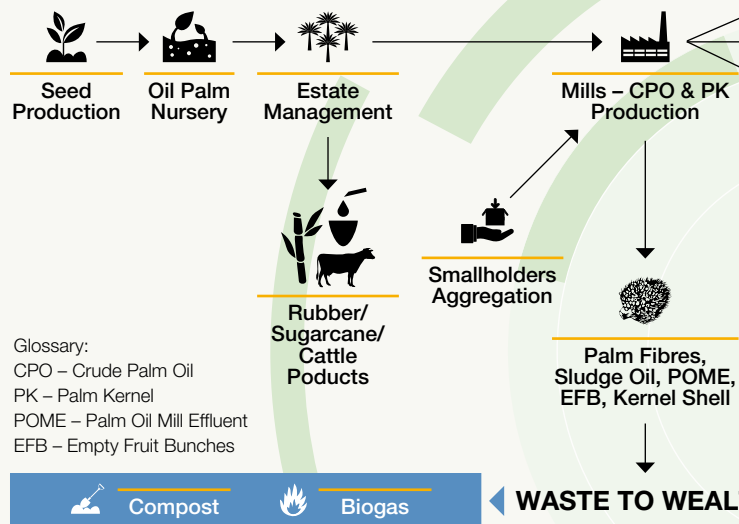 Seed
Production
Oil Palm
Nursery
Estate
Management
Mills – CPO & PK
Production
Smallholders
Aggregation
Rubber/
Sugarcane/
Cattle
Poducts
Palm Fibres,
Sludge Oil, POME,
EFB, Kernel Shell
Glossary:
CPO – Crude Palm Oil
PK – Palm Kernel
POME – Palm Oil Mill Effluent
EFB – Empty Fruit Bunches
Compost
Biogas
WASTE TO